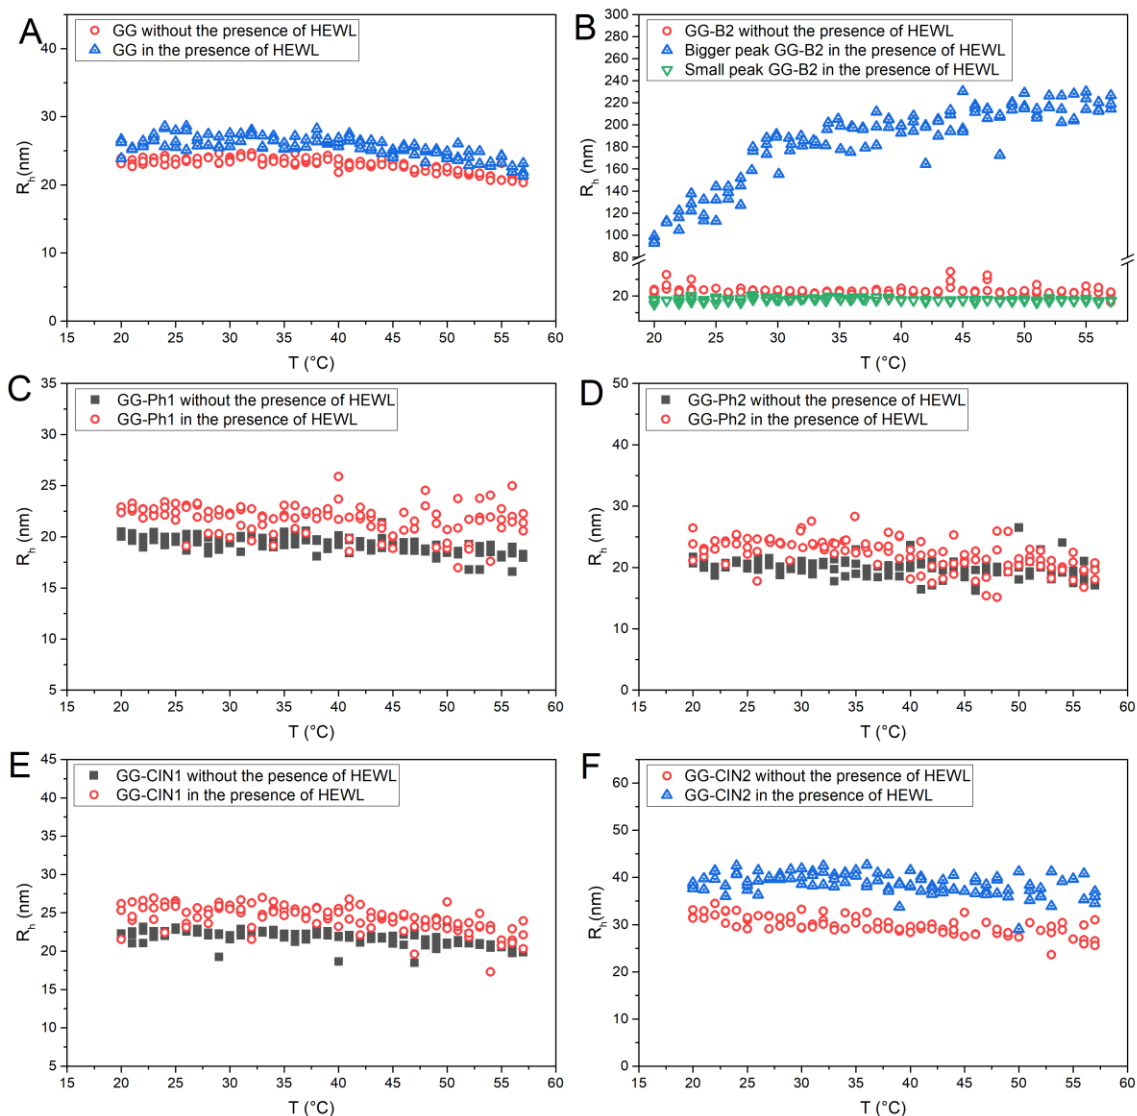 A
GG without the presence of HEWL
GG in the presence of HEWL
40
30
20
10
0
R_h (nm)
15 20 25 30 35 40 45 50 55 60
T (°C)
B
GG-B2 without the presence of HEWL
Bigger peak GG-B2 in the presence of HEWL
Small peak GG-B2 in the presence of HEWL
300
280
260
240
220
200
180
160
140
120
100
80
20
R_h (nm)
20 25 30 35 40 45 50 55
T (°C)
C
GG-Ph1 without the presence of HEWL
GG-Ph1 in the presence of HEWL
35
30
25
20
15
10
5
R_h (nm)
15 20 25 30 35 40 45 50 55 60
T (°C)
D
GG-Ph2 without the presence of HEWL
GG-Ph2 in the presence of HEWL
50
40
30
20
10
0
R_h (nm)
15 20 25 30 35 40 45 50 55 60
T (°C)
E
GG-CIN1 without the pesence of HEWL
GG-CIN1 in the presence of HEWL
45
40
35
30
25
20
15
10
5
R_h (nm)
15 20 25 30 35 40 45 50 55 60
T (°C)
F
GG-CIN2 without the presence of HEWL
GG-CIN2 in the presence of HEWL
60
50
40
30
20
10
0
R_h (nm)
15 20 25 30 35 40 45 50 55 60
T (°C)